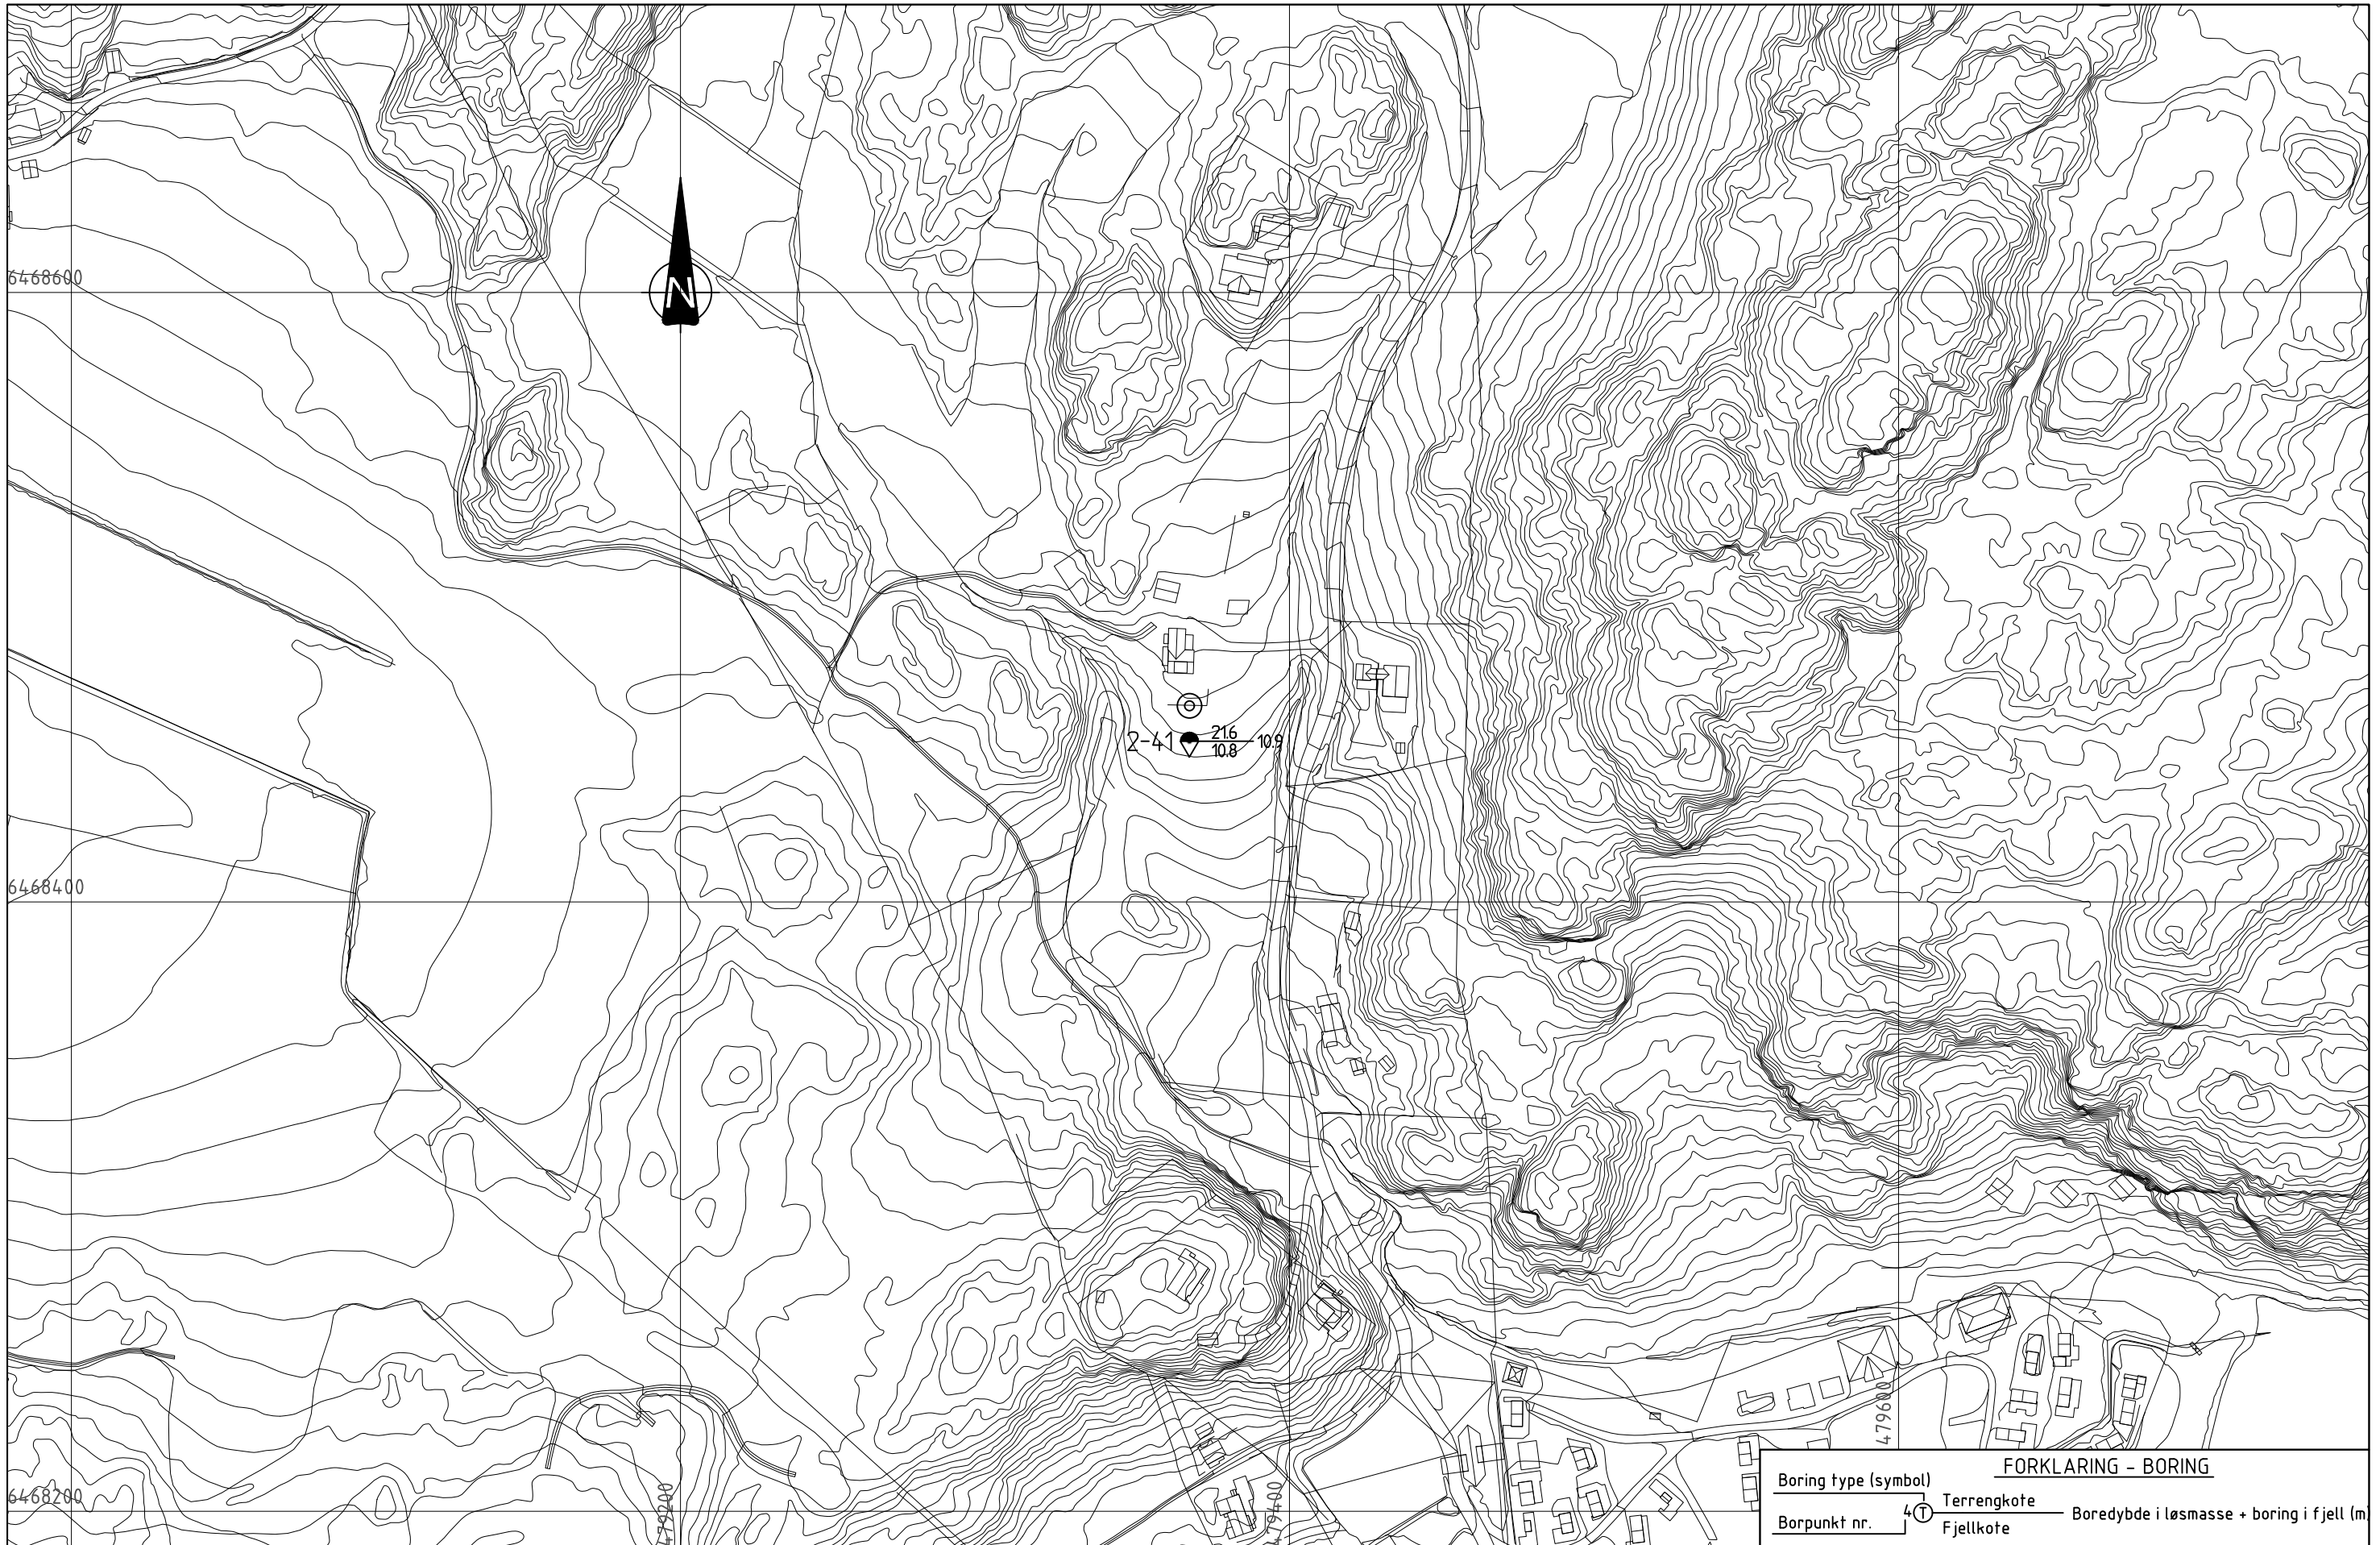 6468600
N
2-41 21.6 10.9
10.8
6468400
479600
FORKLARING - BORING
Boring type (symbol)
4 T Terrengkote
Boredybde i løsmasse + boring i fjell (m)
Borpunkt nr. Fjellkote
6468200
479200
479400